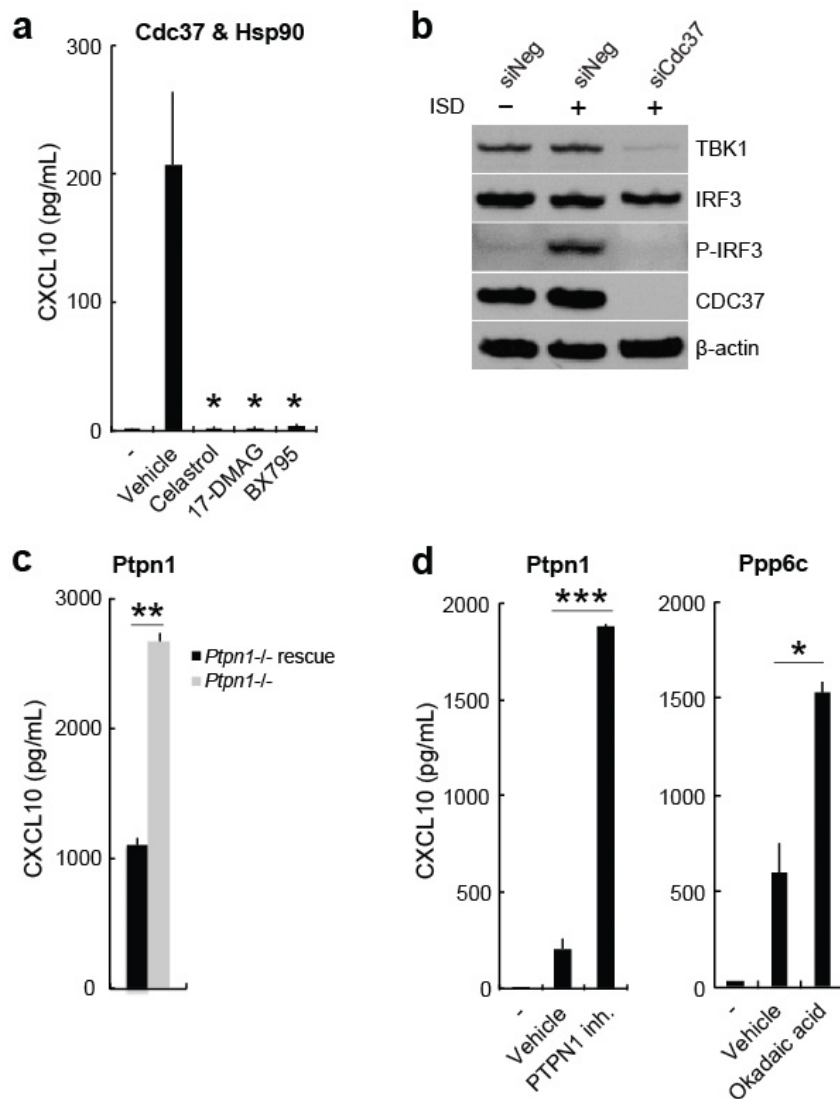 a
Cdc37 & Hsp90
CXCL10 (pg/mL)
300
200
100
0
-
Vehicle
Celastrol
17-DMAG
BX795
* * *
b
siNeg siNeg siCdc37
ISD − + +
TBK1
IRF3
P-IRF3
CDC37
β-actin
c
Ptpn1
CXCL10 (pg/mL)
3000
2000
1000
0
**
Ptpn1-/- rescue
Ptpn1-/-
d
Ptpn1
CXCL10 (pg/mL)
2000
1500
1000
500
0
***
-
Vehicle
PTPN1 inh.
Ppp6c
2000
1500
1000
500
0
*
-
Vehicle
Okadaic acid